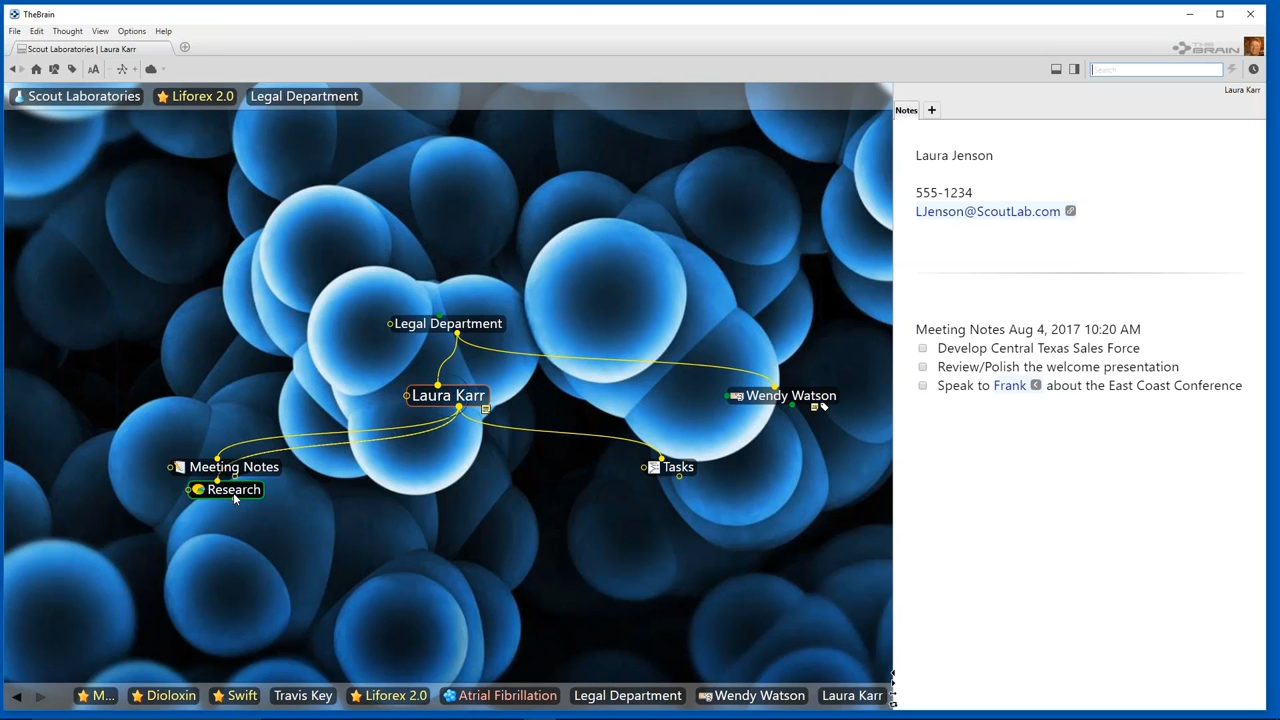 TheBrain
File Edit Thought View Options Help
Scout Laboratories | Laura Karr
THE BRAIN
AA
Search
Scout Laboratories Liforex 2.0 Legal Department
Laura Karr
Notes +
Laura Jenson
555-1234
LJenson@ScoutLab.com
Legal Department
Meeting Notes Aug 4, 2017 10:20 AM
Develop Central Texas Sales Force
Review/Polish the welcome presentation
Speak to Frank about the East Coast Conference
Laura Karr
Wendy Watson
Meeting Notes
Tasks
Research
M... Dioloxin Swift Travis Key Liforex 2.0 Atrial Fibrillation Legal Department Wendy Watson Laura Karr